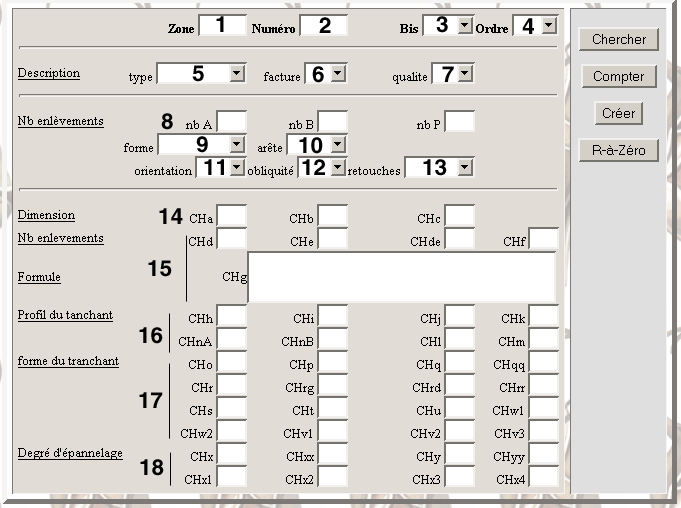 Zone 1 Numéro 2 Bis 3 Ordre 4
Chercher
Description type 5 facture 6 qualite 7
Compter
Nb enlèvements 8 nb A nb B nb P
Créer
forme 9 arête 10
R-à-Zéro
orientation 11 obliquité 12 retouches 13
Dimension 14 CHa CHb CHc
Nb enlevements CHd CHe CHde CHf
15
Formule CHg
Profil du tanchant CHh CHi CHj CHk
16 CHnA CHnB CHl CHm
forme du tranchant CHo CHp CHq CHqq
CHr CHrg CHrd CHrr
17
CHs CHt CHu CHw1
CHw2 CHv1 CHv2 CHv3
Degré d'épannelage CHx CHxx CHy CHyy
18 CHx1 CHx2 CHx3 CHx4